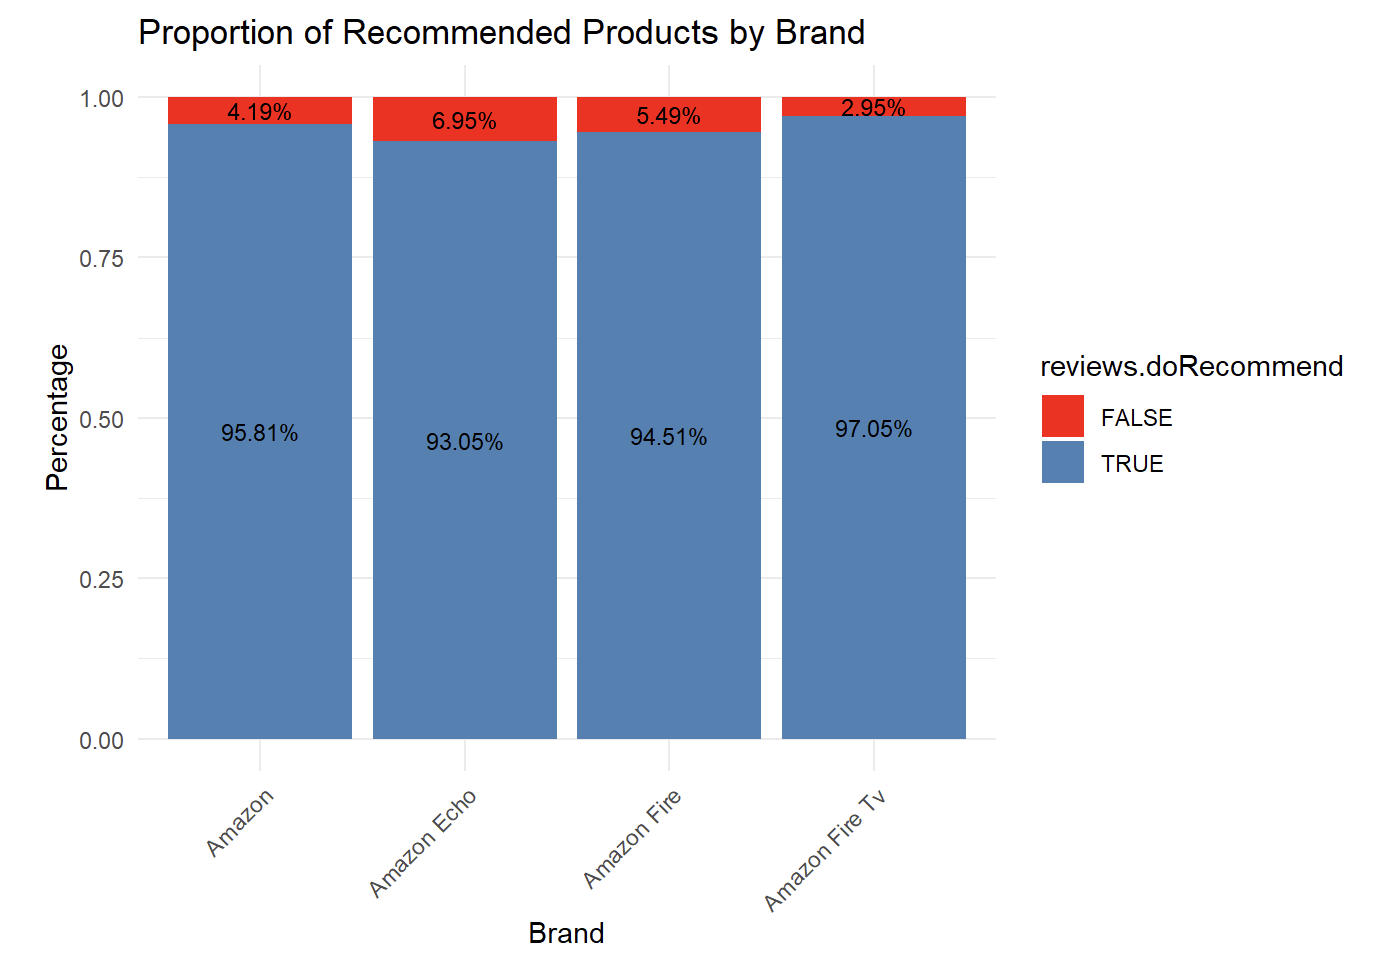 Proportion of Recommended Products by Brand
1.00
0.75
0.50
0.25
0.00
Percentage
4.19%
6.95%
5.49%
2.95%
95.81%
93.05%
94.51%
97.05%
Amazon
Amazon Echo
Amazon Fire
Amazon Fire Tv
Brand
reviews.doRecommend
FALSE
TRUE